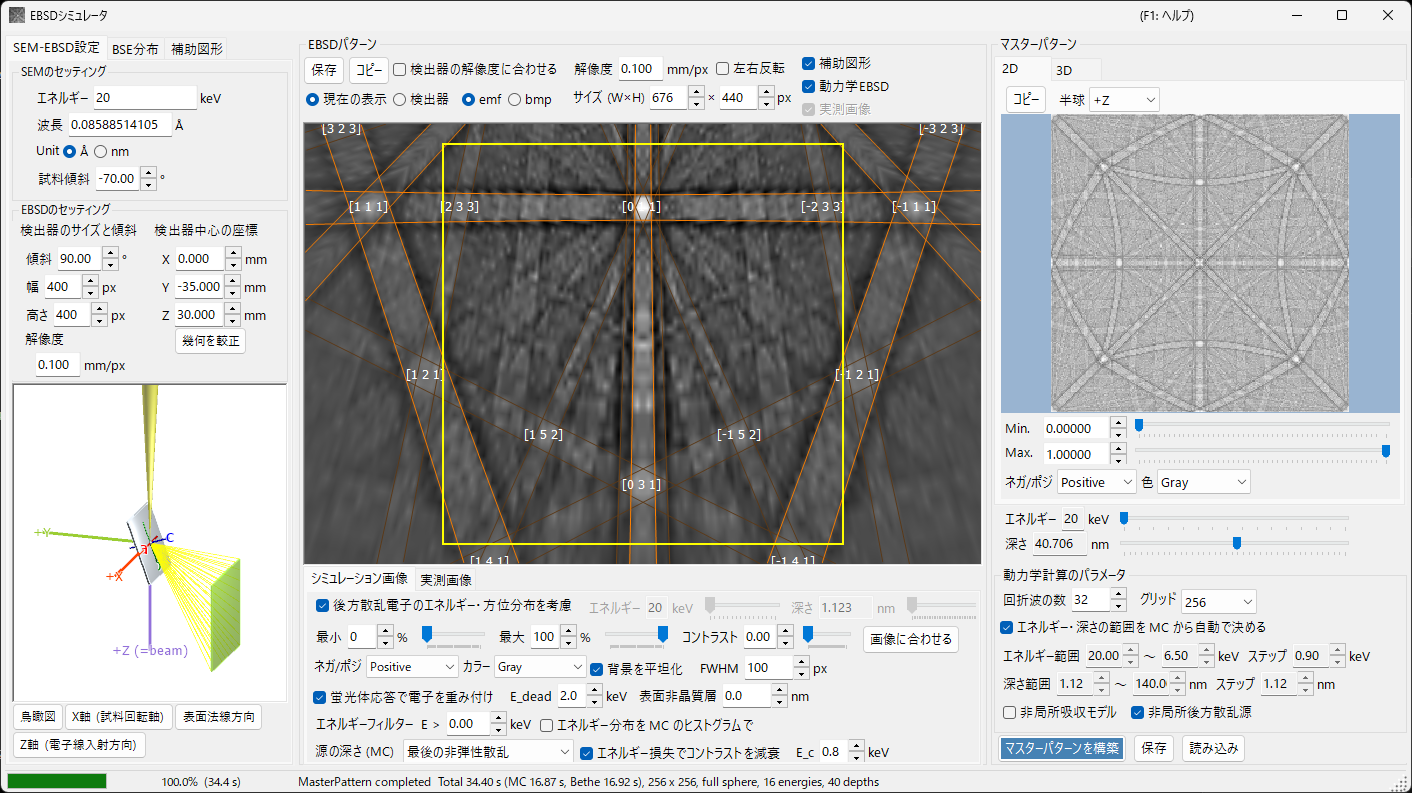 EBSDシミュレータ
(F1: ヘルプ)
SEM-EBSD設定 BSE分布 補助図形
SEMのセッティング
エネルギー 20 keV
波長 0.08588514105 Å
Unit Å nm
試料傾斜 -70.00 °
EBSDのセッティング
検出器のサイズと傾斜 検出器中心の座標
傾斜 90.00 ° X 0.000 mm
幅 400 px Y -35.000 mm
高さ 400 px Z 30.000 mm
解像度 幾何を較正
0.100 mm/px
+Y
C
a
+X
+Z (=beam)
鳥瞰図 X軸 (試料回転軸) 表面法線方向
Z軸 (電子線入射方向)
EBSDパターン
保存 コピー 検出器の解像度に合わせる 解像度 0.100 mm/px 左右反転 補助図形
動力学EBSD
現在の表示 検出器 emf bmp サイズ (W×H) 676 × 440 px
実測画像
[3 2 3] [-3 2 3]
[1 1 1] [2 3 3] [0 1] [-2 3 3] [-1 1 1]
[1 2 1] [-1 2 1]
[1 5 2] [-1 5 2]
[0 3 1]
[1 4 1] [-1 4 1]
シミュレーション画像 実測画像
後方散乱電子のエネルギー・方位分布を考慮 エネルギー 20 keV 深さ 1.123 nm
最小 0 % 最大 100 % コントラスト 0.00 画像に合わせる
ネガ/ポジ Positive カラー Gray 背景を平坦化 FWHM 100 px
蛍光体応答で電子を重み付け E_dead 2.0 keV 表面非晶質層 0.0 nm
エネルギーフィルター E > 0.00 keV エネルギー分布をMCのヒストグラムで
源の深さ (MC) 最後の非弾性散乱 エネルギー損失でコントラストを減衰 E_c 0.8 keV
マスターパターン
2D 3D
コピー 半球 +Z
Min. 0.00000
Max. 1.00000
ネガ/ポジ Positive 色 Gray
エネルギー 20 keV
深さ 40.706 nm
動力学計算のパラメータ
回折波の数 32 グリッド 256
エネルギー・深さの範囲をMCから自動で決める
エネルギー範囲 20.00 ～ 6.50 keV ステップ 0.90 keV
深さ範囲 1.12 ～ 140.0 nm ステップ 1.12 nm
非局所吸収モデル 非局所後方散乱源
マスターパターンを構築 保存 読み込み
100.0% (34.4 s) MasterPattern completed Total 34.40 s (MC 16.87 s, Bethe 16.92 s), 256 x 256, full sphere, 16 energies, 40 depths